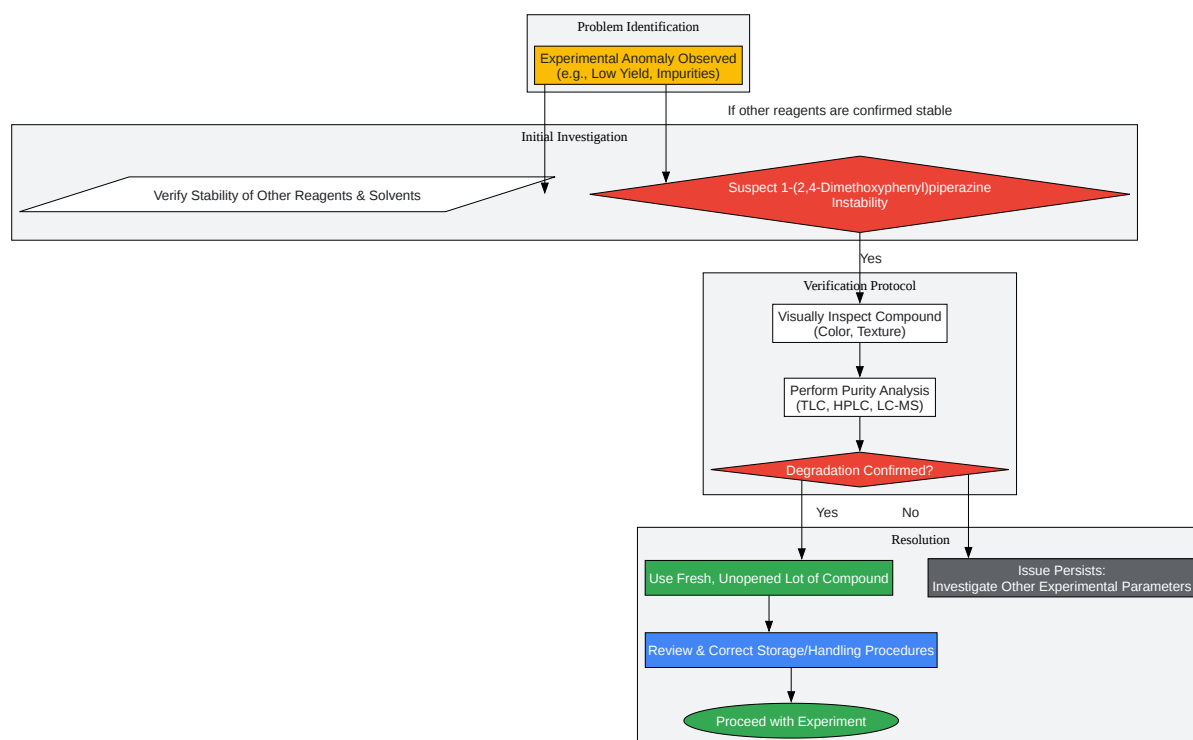 Problem Identification
Experimental Anomaly Observed
(e.g., Low Yield, Impurities)
If other reagents are confirmed stable
Initial Investigation
Verify Stability of Other Reagents & Solvents
Suspect 1-(2,4-Dimethoxyphenyl)piperazine
Instability
Yes
Verification Protocol
Visually Inspect Compound
(Color, Texture)
Perform Purity Analysis
(TLC, HPLC, LC-MS)
Degradation Confirmed?
Yes
No
Resolution
Use Fresh, Unopened Lot of Compound
Issue Persists:
Investigate Other Experimental Parameters
Review & Correct Storage/Handling Procedures
Proceed with Experiment